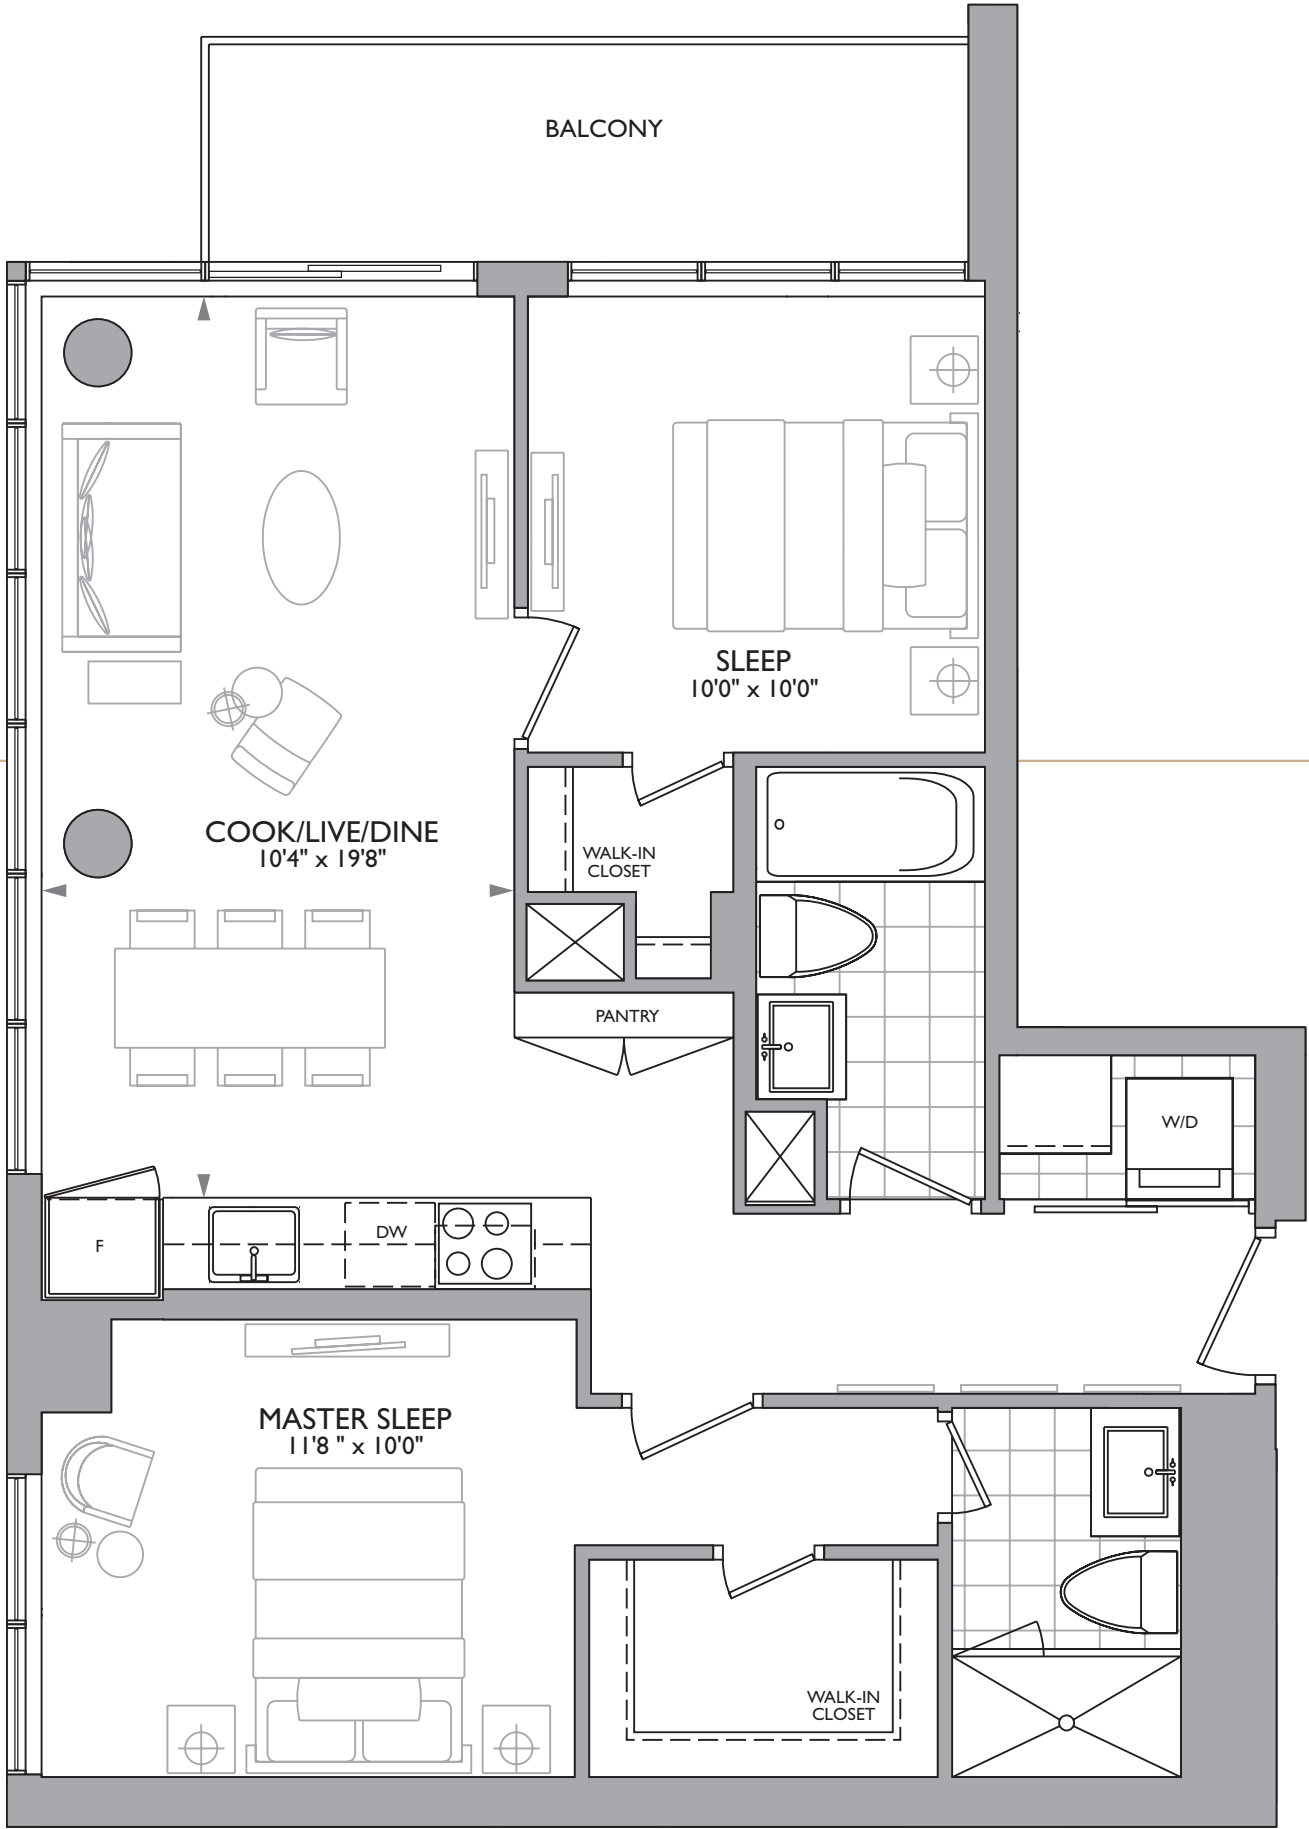 BALCONY
SLEEP
10'0" x 10'0"
COOK/LIVE/DINE
10'4" x 19'8"
WALK-IN
CLOSET
PANTRY
W/D
F
DW
MASTER SLEEP
11'8 " x 10'0"
WALK-IN
CLOSET